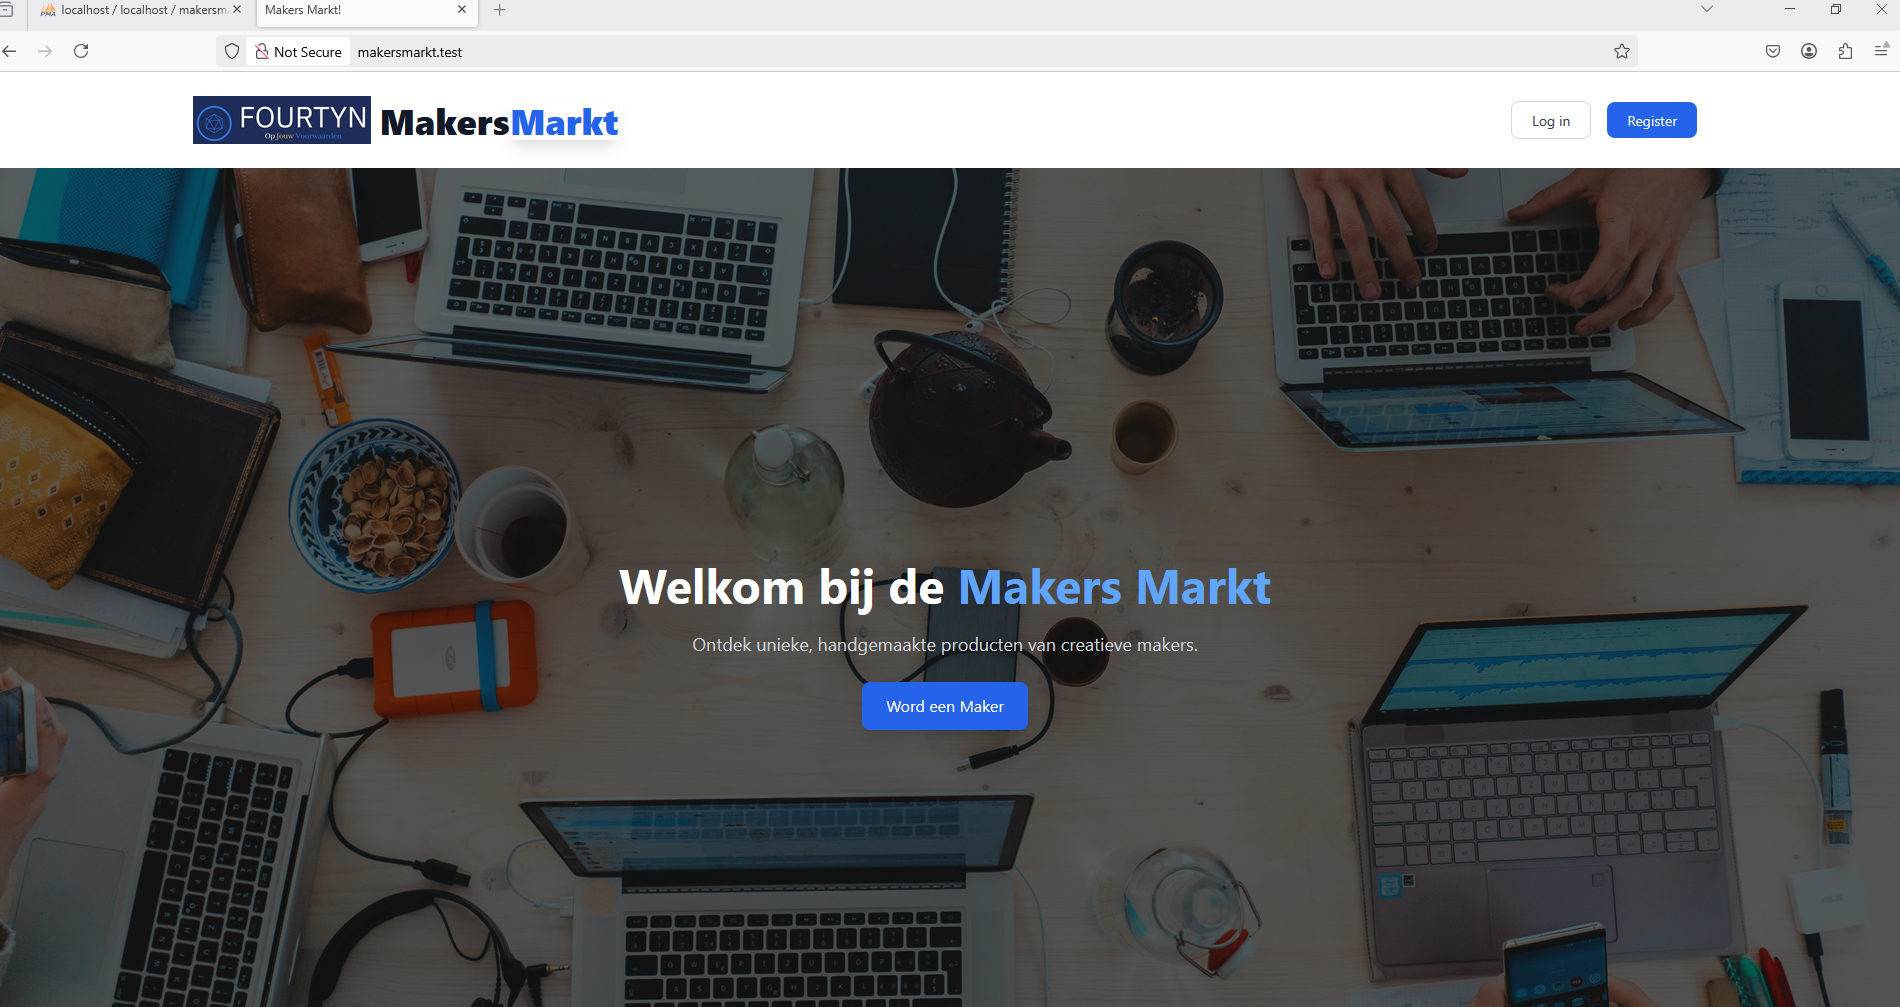 PMA localhost / localhost / makersm
Makers Markt!
Not Secure makersmarkt.test
FOURTYN
Op Jouw Voorwaarden
MakersMarkt
Log in
Register
Welkom bij de Makers Markt
Ontdek unieke, handgemaakte producten van creatieve makers.
Word een Maker